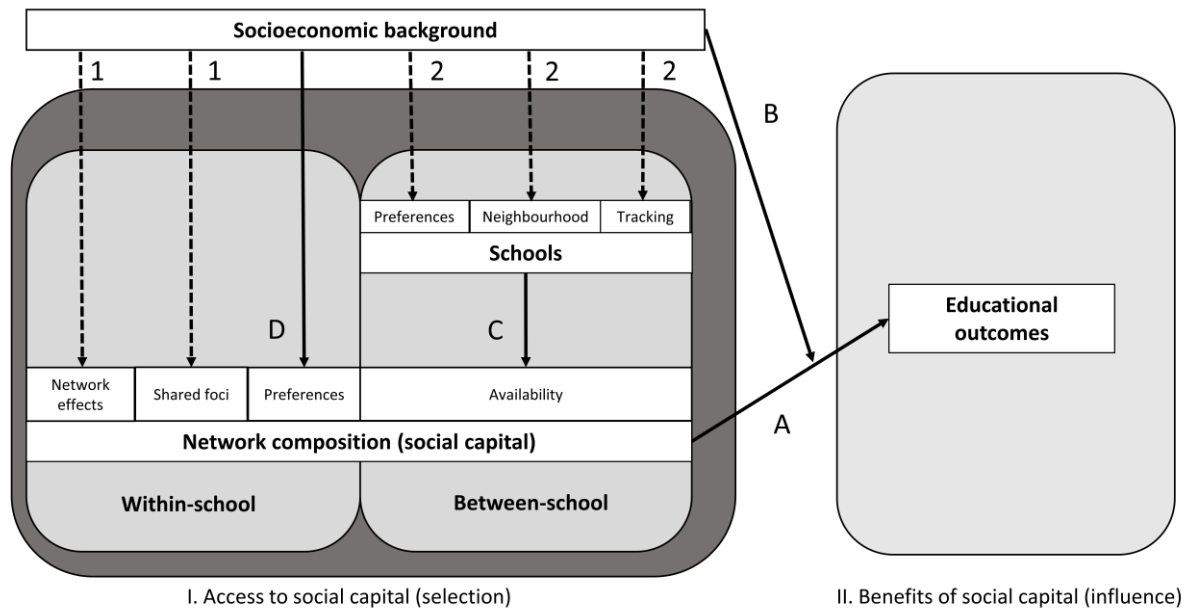 Socioeconomic background
1
1
2
2
2
B
Preferences
Neighbourhood
Tracking
Schools
D
C
Educational
outcomes
Network
effects
Shared foci
Preferences
Availability
A
Network composition (social capital)
Within-school
Between-school
I. Access to social capital (selection)
II. Benefits of social capital (influence)